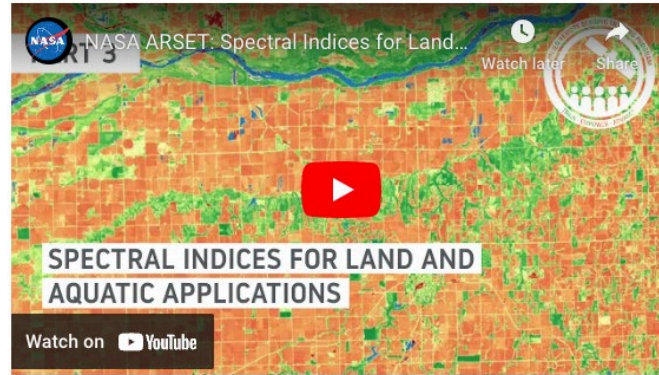 NASA
NASA ARSET: Spectral Indices for Land...
Watch later
Share
PART 3
SPECTRAL INDICES FOR LAND AND
AQUATIC APPLICATIONS
Watch on YouTube